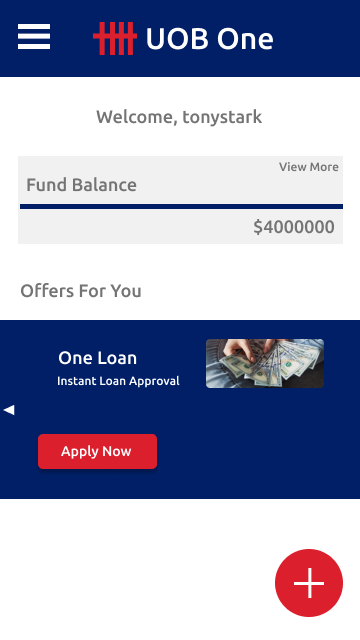 UOB One
Welcome, tonystark
View More
Fund Balance
$4000000
Offers For You
One Loan
Instant Loan Approval
Apply Now